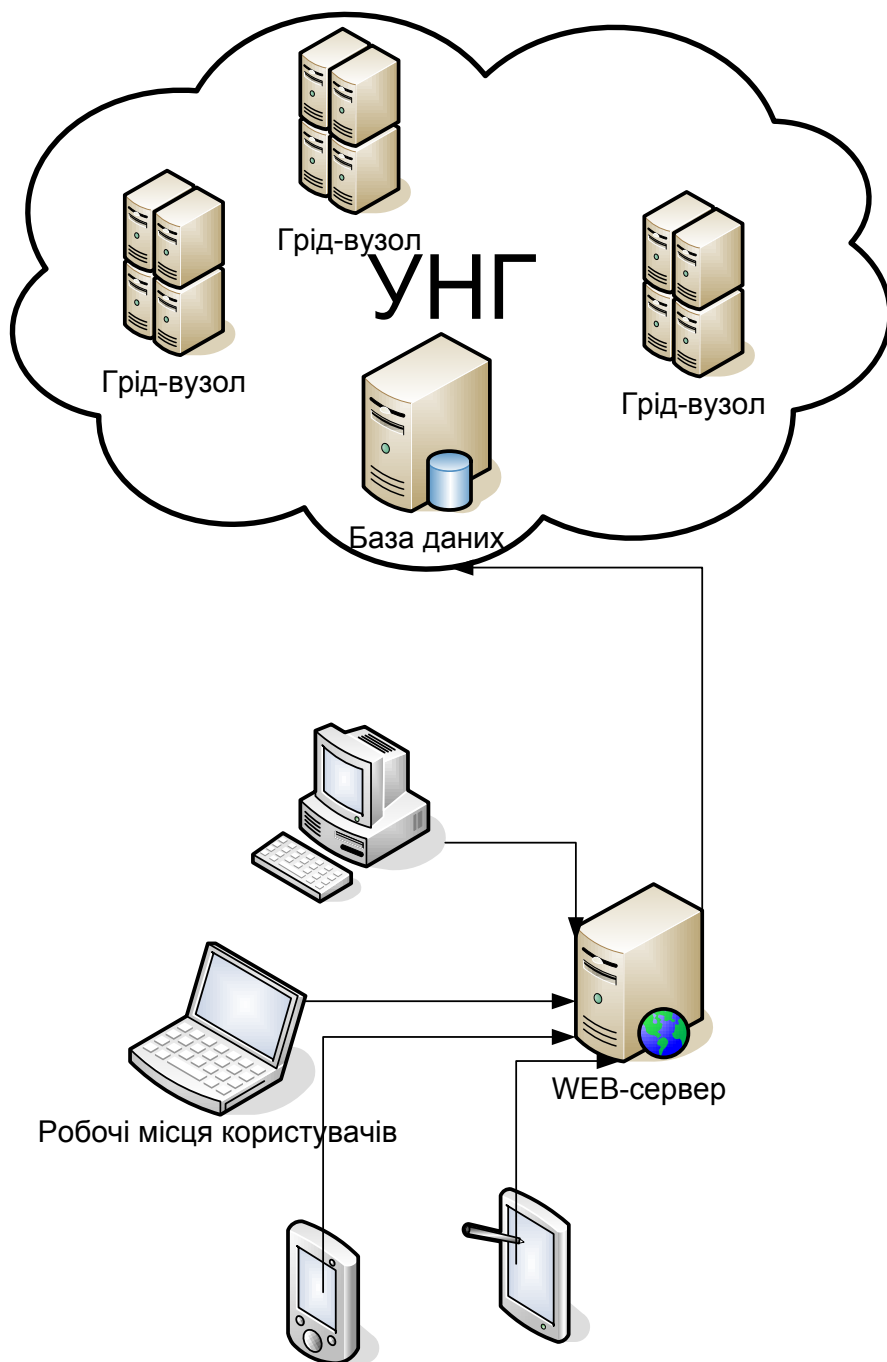 Грід-вузол
УНГ
Грід-вузол
Грід-вузол
База даних
WEB-сервер
Робочі місця користувачів